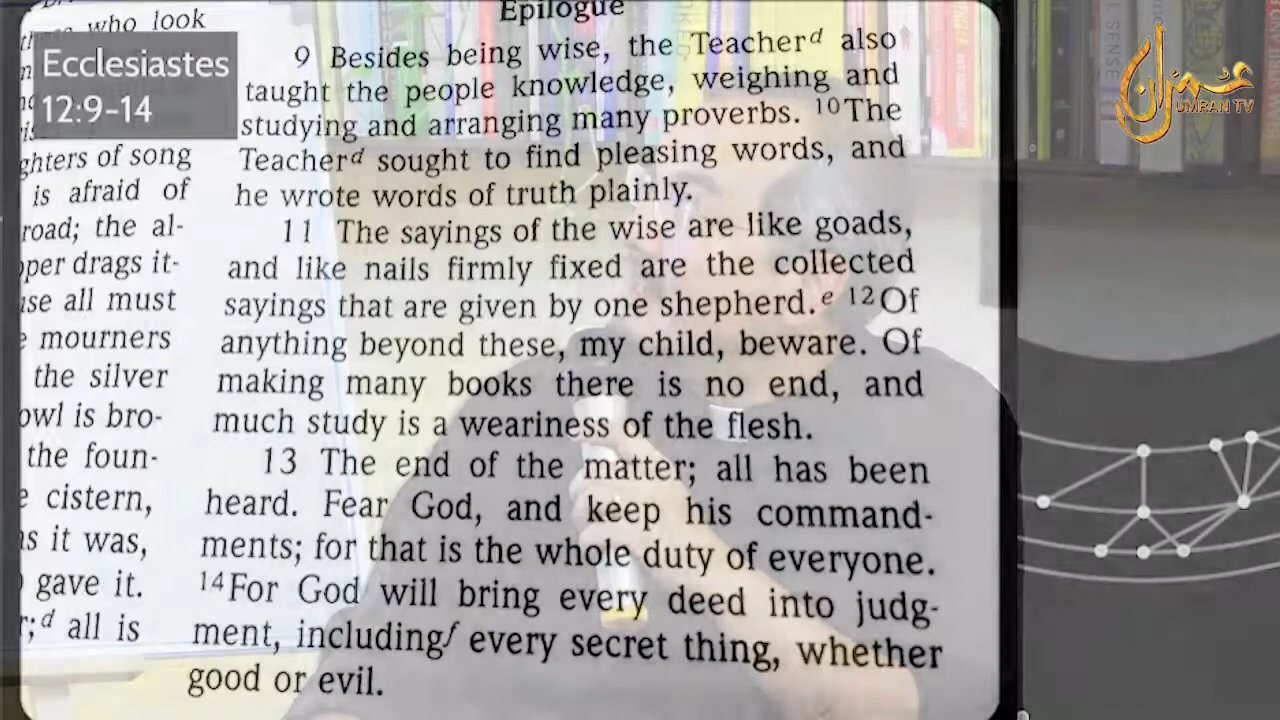 who look
Ecclesiastes
12:9-14
ghters of song
is afraid of
road; the al-
per drags it-
use all must
mourners
the silver
owl is bro-
the foun-
cistern,
as it was,
gave it.
d all is
Epilogue
9 Besides being wise, the Teacherd also
taught the people knowledge, weighing and
studying and arranging many proverbs. 10The
Teacherd sought to find pleasing words, and
he wrote words of truth plainly.
11 The sayings of the wise are like goads,
and like nails firmly fixed are the collected
sayings that are given by one shepherd.e 12Of
anything beyond these, my child, beware. Of
making many books there is no end, and
much study is a weariness of the flesh.
13 The end of the matter; all has been
heard. Fear God, and keep his command-
ments; for that is the whole duty of everyone.
14For God will bring every deed into judg-
ment, includingf every secret thing, whether
good or evil.
عمران
UMRAN TV
SENSE